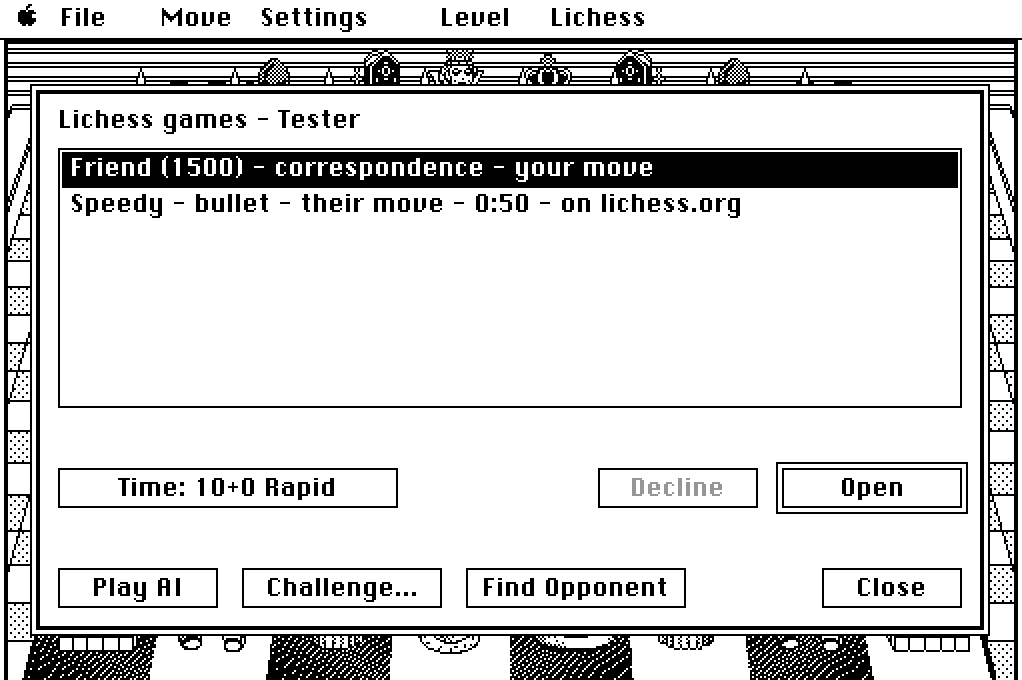 File Move Settings Level Lichess
Lichess games - Tester
Friend (1500) - correspondence - your move
Speedy - bullet - their move - 0:50 - on lichess.org
Time: 10+0 Rapid Decline Open
Play AI Challenge... Find Opponent Close